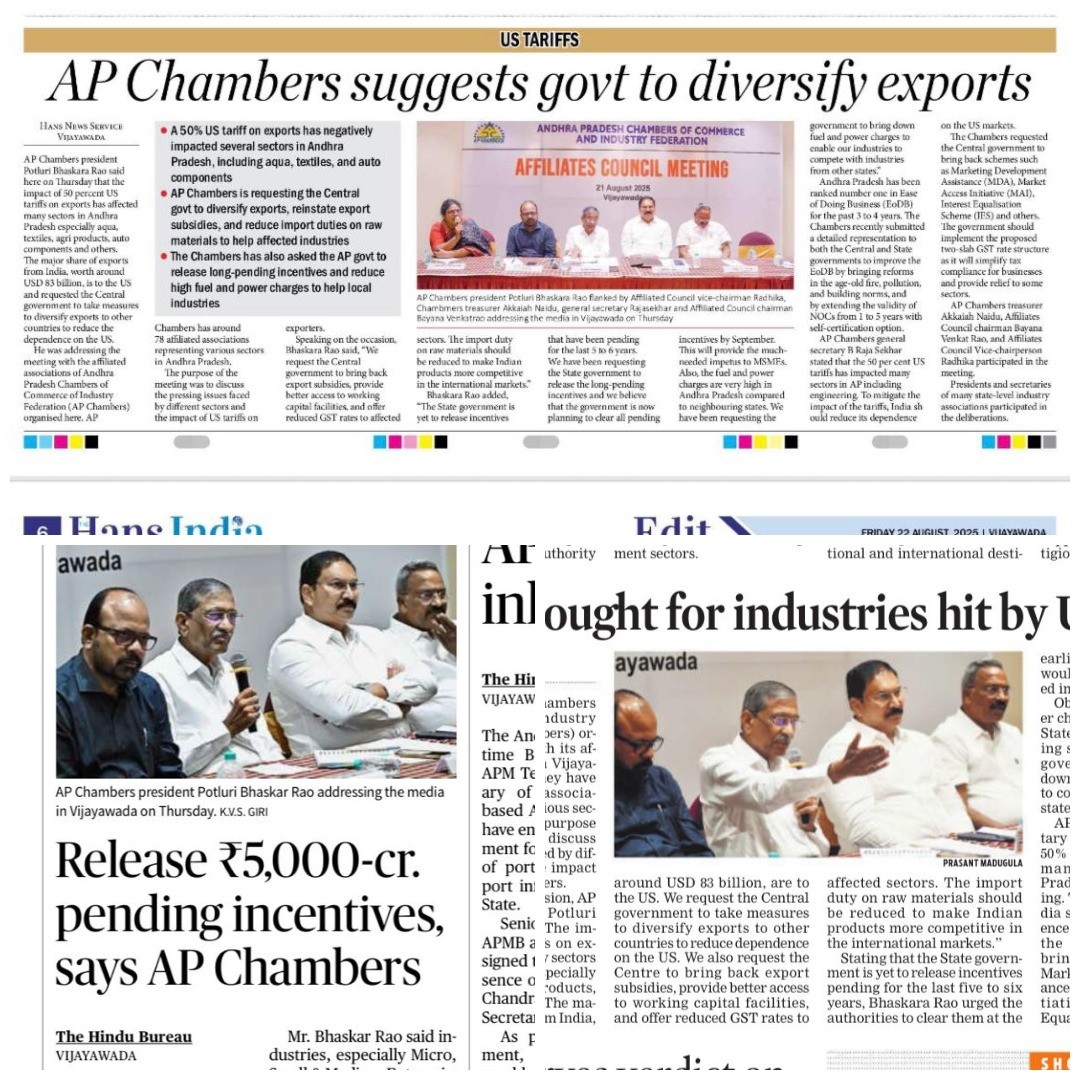 US TARIFFS
AP Chambers suggests govt to diversify exports
HANS NEWS SERVICE
VIJAYAWADA
AP Chambers president
Potluri Bhaskara Rao said
here on Thursday that the
impact of 50 percent US
tariffs on exports has affected
many sectors in Andhra
Pradesh especially aqua,
textiles, agri products, auto
components and others.
The major share of exports
from India, worth around
USD 83 billion, is to the US
and requested the Central
government to take measures
to diversify exports to other
countries to reduce the
dependence on the US.
He was addressing the
meeting with the affiliated
associations of Andhra
Pradesh Chambers of
Commerce of Industry
Federation (AP Chambers)
organised here. AP
A 50% US tariff on exports has negatively
impacted several sectors in Andhra
Pradesh, including aqua, textiles, and auto
components
AP Chambers is requesting the Central
govt to diversify exports, reinstate export
subsidies, and reduce import duties on raw
materials to help affected industries
The Chambers has also asked the AP govt to
release long-pending incentives and reduce
high fuel and power charges to help local
industries
Chambers has around
78 affiliated associations
representing various sectors
in Andhra Pradesh.
The purpose of the
meeting was to discuss
the pressing issues faced
by different sectors and
the impact of US tariffs on
exporters.
Speaking on the occasion,
Bhaskara Rao said, “We
request the Central
government to bring back
export subsidies, provide
better access to working
capital facilities, and offer
reduced GST rates to affected
ANDHRA PRADESH CHAMBERS OF COMMERCE
AND INDUSTRY FEDERATION
AFFILIATES COUNCIL MEETING
21 August 2025
Vijayawada
AP Chambers president Potluri Bhaskara Rao flanked by Affiliated Council vice-chairman Radhika,
Chambmers treasurer Akkaiah Naidu, general secretary Rajasekhar and Affiliated Council chairman
Bayana Venkatrao addressing the media in Vijayawada on Thursday
sectors. The import duty
on raw materials should
be reduced to make Indian
products more competitive
in the international markets.”
Bhaskara Rao added,
“The State government is
yet to release incentives
that have been pending
for the last 5 to 6 years.
We have been requesting
the State government to
release the long-pending
incentives and we believe
that the government is now
planning to clear all pending
incentives by September.
This will provide the much-
needed impetus to MSMEs.
Also, the fuel and power
charges are very high in
Andhra Pradesh compared
to neighbouring states. We
have been requesting the
government to bring down
fuel and power charges to
enable our industries to
compete with industries
from other states.”
Andhra Pradesh has been
ranked number one in Ease
of Doing Business (EoDB)
for the past 3 to 4 years. The
Chambers recently submitted
a detailed representation to
both the Central and State
governments to improve the
EoDB by bringing reforms
in the age-old fire, pollution,
and building norms, and
by extending the validity of
NOCs from 1 to 5 years with
self-certification option.
AP Chambers general
secretary B Raja Sekhar
stated that the 50 per cent US
tariffs has impacted many
sectors in AP including
engineering. To mitigate the
impact of the tariffs, India sh
ould reduce its dependence
on the US markets.
The Chambers requested
the Central government to
bring back schemes such
as Marketing Development
Assistance (MDA), Market
Access Initiative (MAI),
Interest Equalisation
Scheme (IES) and others.
The government should
implement the proposed
two-slab GST rate structure
as it will simplify tax
compliance for businesses
and provide relief to some
sectors.
AP Chambers treasurer
Akkaiah Naidu, Affiliates
Council chairman Bayana
Venkat Rao, and Affiliates
Council Vice-chairperson
Radhika participated in the
meeting.
Presidents and secretaries
of many state-level industry
associations participated in
the deliberations.
6 Hans India
Edit
FRIDAY 22 AUGUST, 2025 | VIJAYAWADA
awada
AP Chambers president Potluri Bhaskar Rao addressing the media
in Vijayawada on Thursday. K.V.S. GIRI
Release ₹5,000-cr.
pending incentives,
says AP Chambers
The Hindu Bureau
VIJAYAWADA
Mr. Bhaskar Rao said in-
dustries, especially Micro,
inl
The Hin
VIJAYAW
The An
time B
APM Te
ary of
based A
have en
ment fo
of port
port in
State.
Senio
APMB a
signed t
sence o
Chandr
Secretar
As p
ment,
uthority
ought for industries hit by U
ambers
ndustry
bers) or-
h its af-
Vijaya-
ey have
associa-
ious sec-
purpose
discuss
ed by dif-
impact
ers.
sion, AP
Potluri
The im-
s on ex-
sectors
pecially
roducts,
The ma-
m India,
ment sectors.
ayawada
PRASANT MADUGULA
around USD 83 billion, are to
the US. We request the Central
government to take measures
to diversify exports to other
countries to reduce dependence
on the US. We also request the
Centre to bring back export
subsidies, provide better access
to working capital facilities,
and offer reduced GST rates to
tional and international desti-
affected sectors. The import
duty on raw materials should
be reduced to make Indian
products more competitive in
the international markets.”
Stating that the State govern-
ment is yet to release incentives
pending for the last five to six
years, Bhaskara Rao urged the
authorities to clear them at the
tigio
earli
woul
ed in
Ob
er ch
State
ing s
gove
down
to co
state
AP
tary
50%
man
Prad
ing. T
dia s
ence
the
brin
Mark
ance
tiati
Equa
SHO